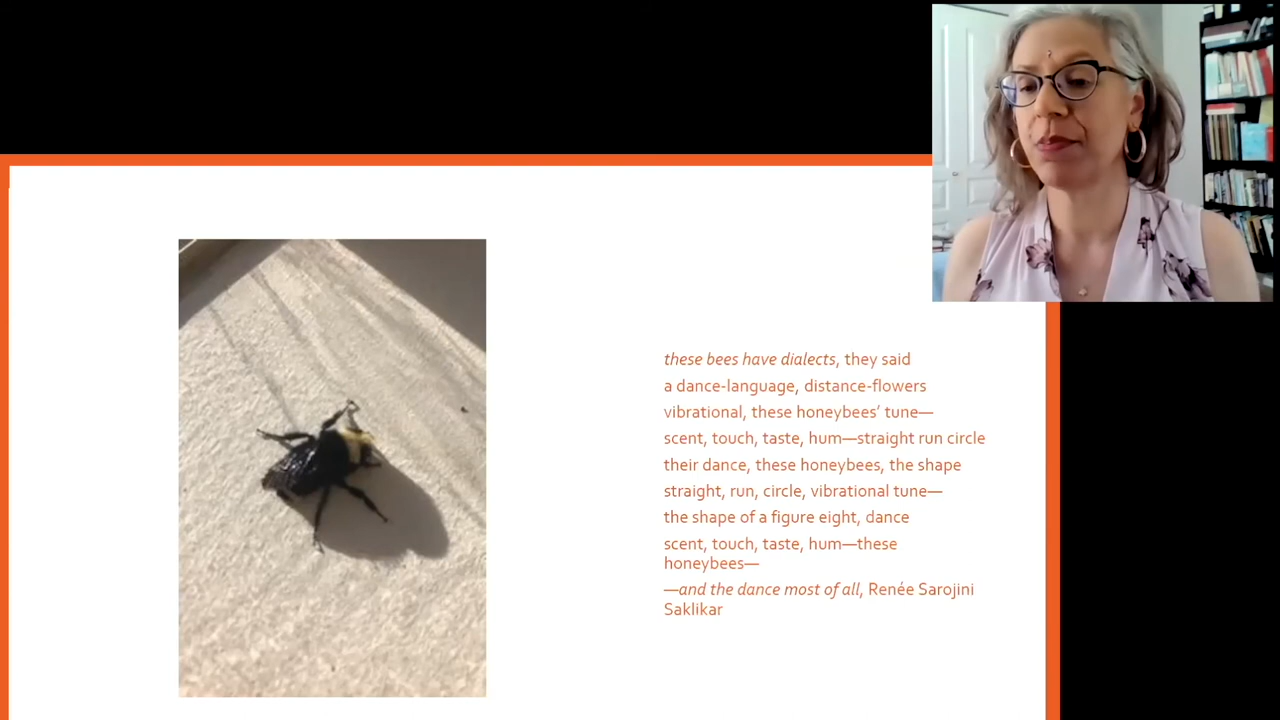 these bees have dialects, they said
a dance-language, distance-flowers
vibrational, these honeybees' tune—
scent, touch, taste, hum—straight run circle
their dance, these honeybees, the shape
straight, run, circle, vibrational tune—
the shape of a figure eight, dance
scent, touch, taste, hum—these
honeybees—
—and the dance most of all, Renée Sarojini
Saklikar